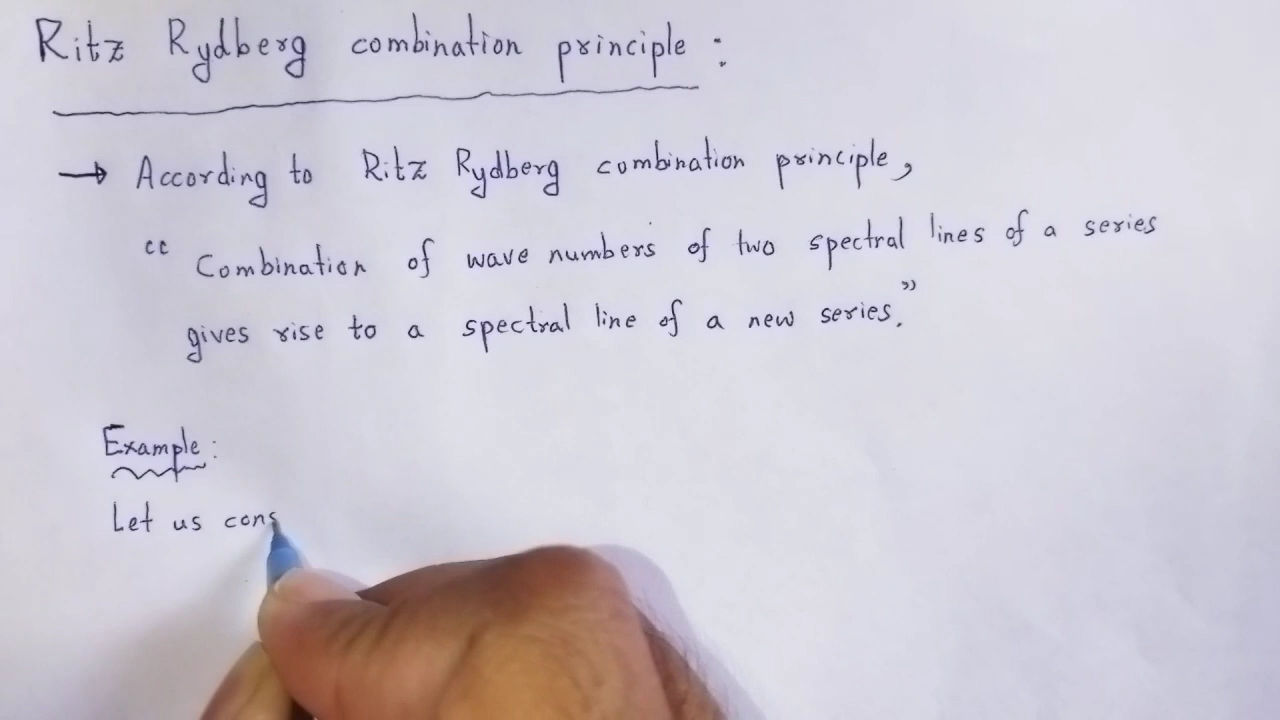 Ritz Rydberg combination principle :
→ According to Ritz Rydberg combination principle,
“ Combination of wave numbers of two spectral lines of a series
gives rise to a spectral line of a new series.”
Example :
Let us cons